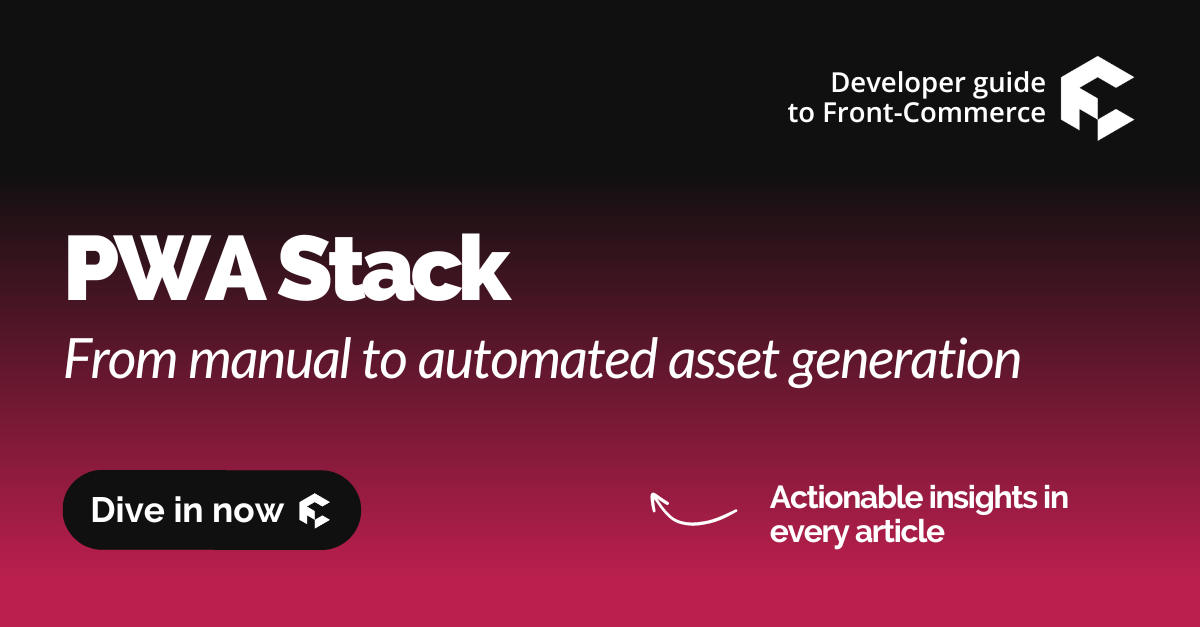 Developer guide
to Front-Commerce
PWA Stack
From manual to automated asset generation
Dive in now
Actionable insights in
every article